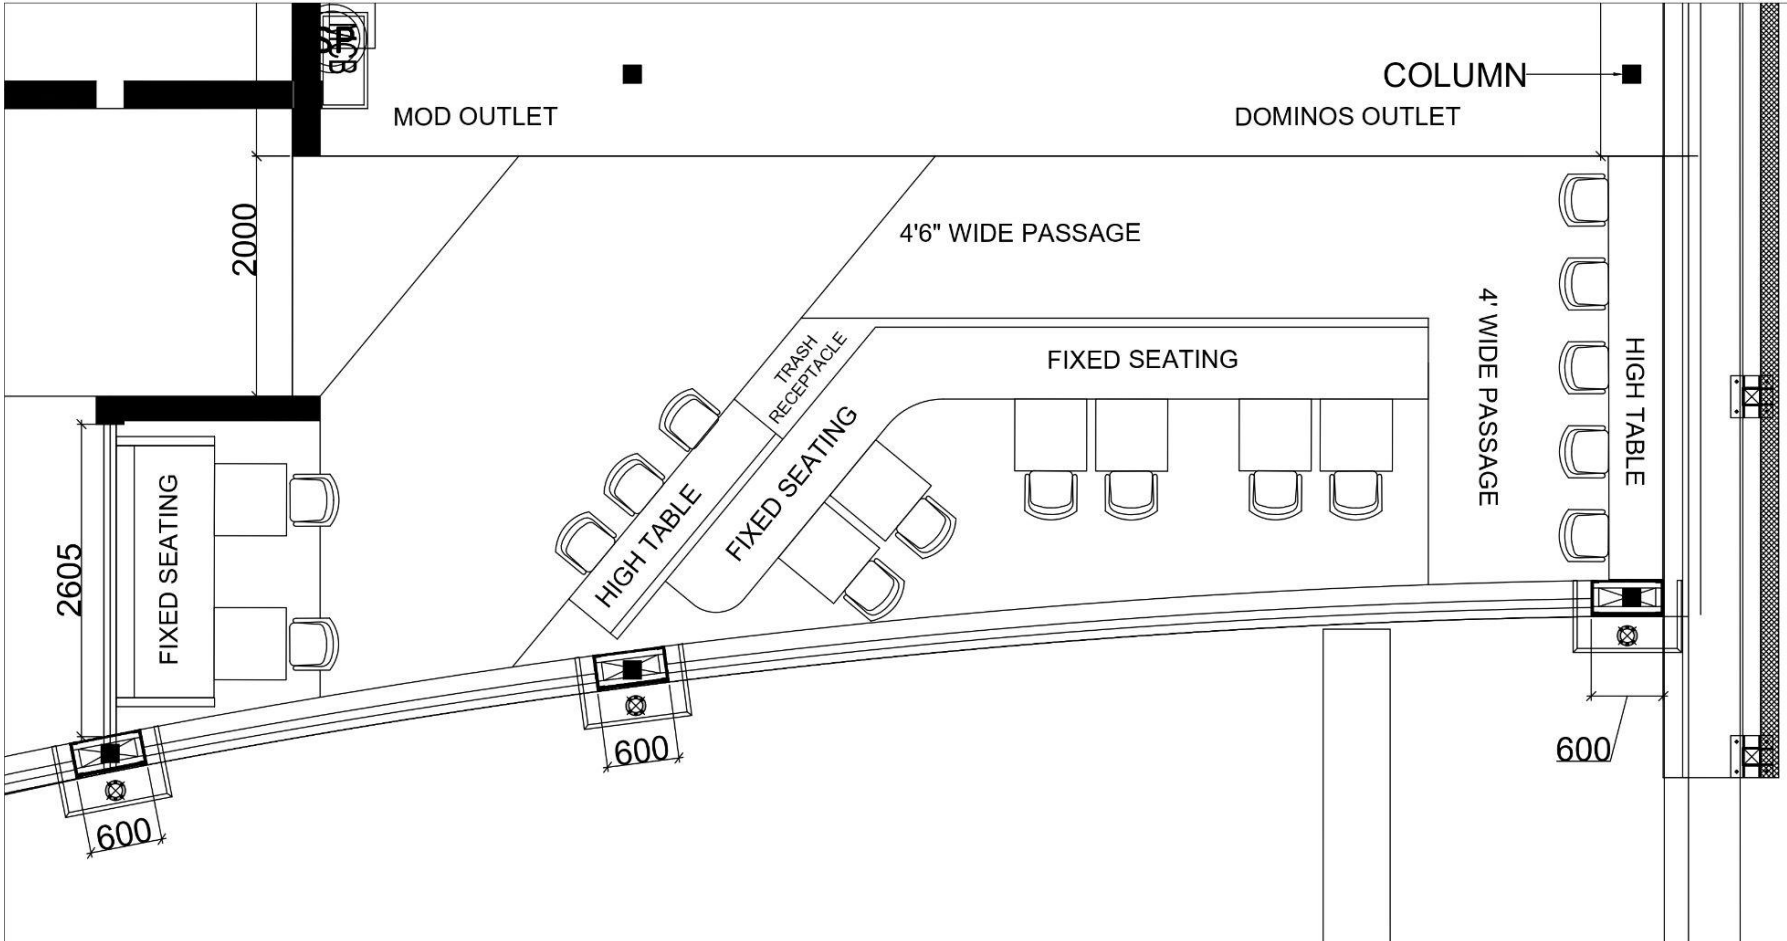 COLUMN
MOD OUTLET
DOMINOS OUTLET
2000
4'6" WIDE PASSAGE
4' WIDE PASSAGE
HIGH TABLE
TRASH
RECEPTACLE
FIXED SEATING
FIXED SEATING
HIGH TABLE
FIXED SEATING
2605
600
600
600